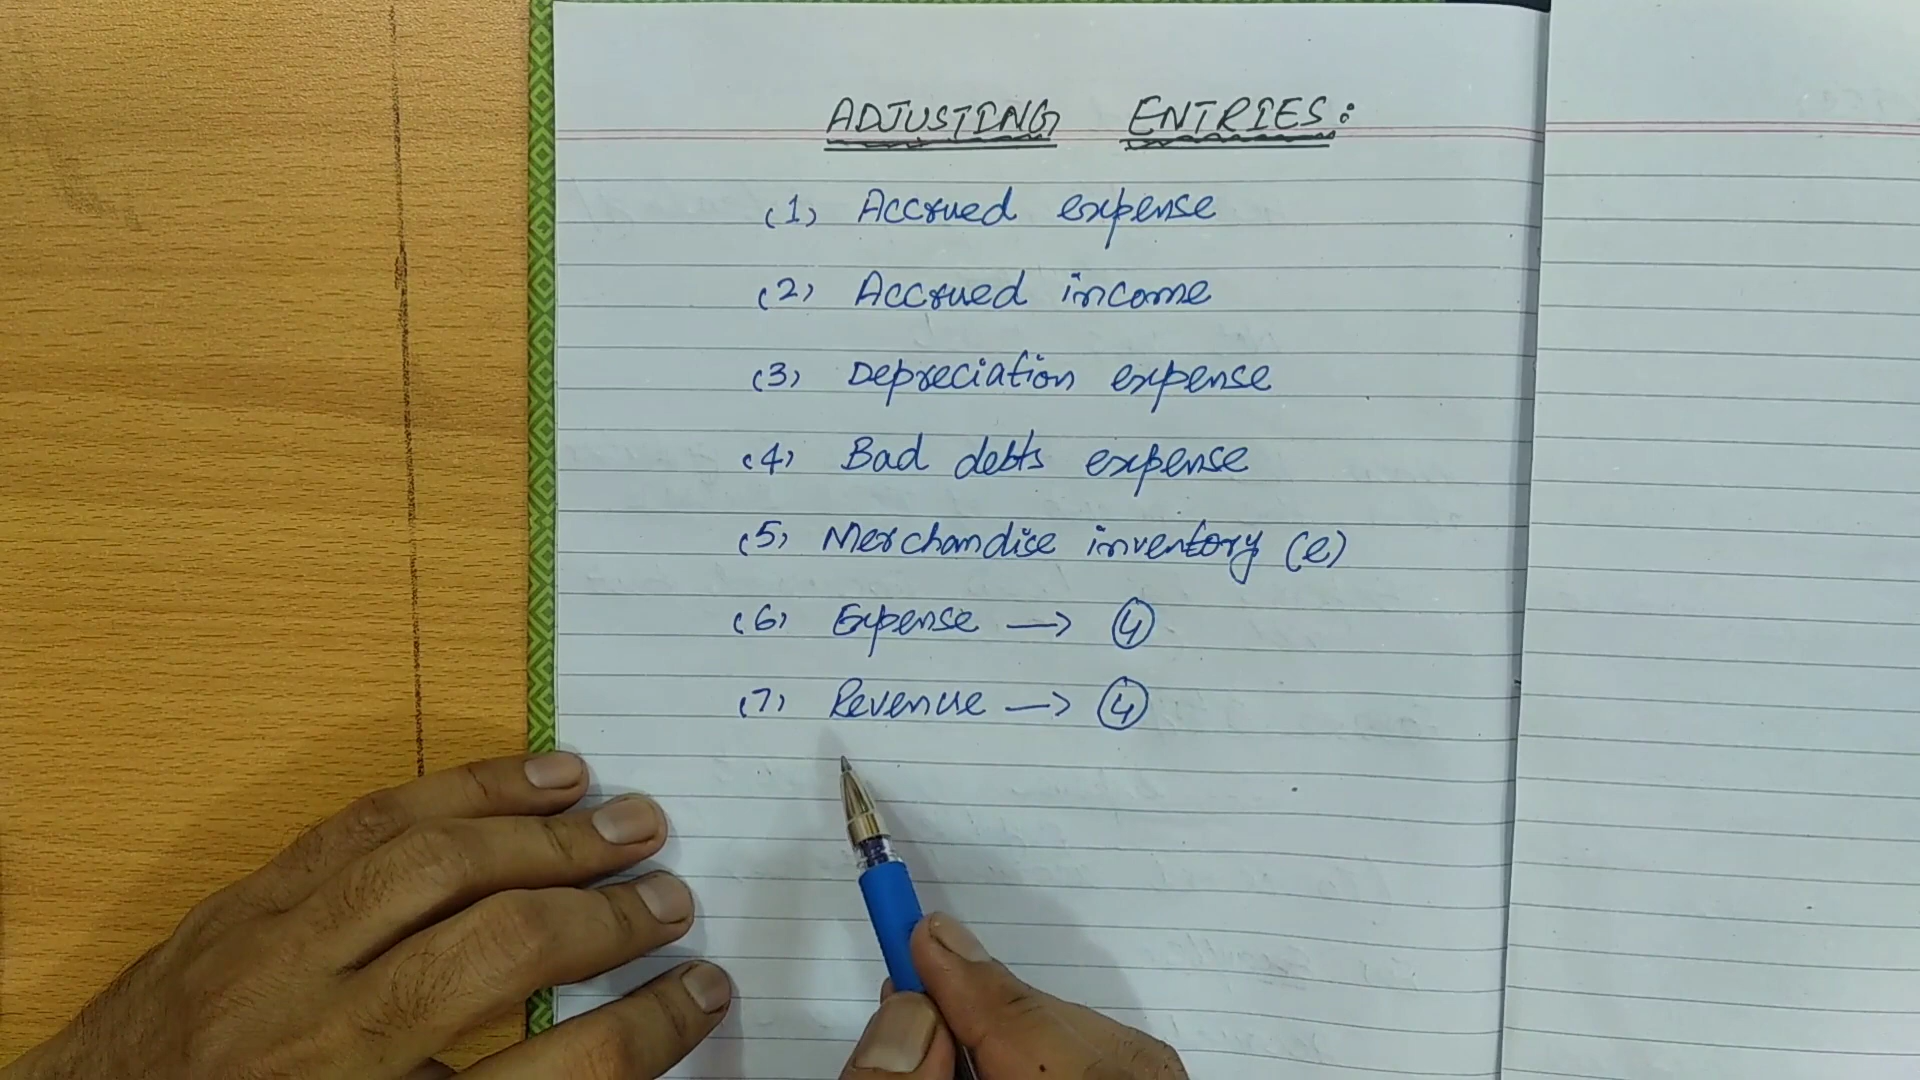 ADJUSTING ENTRIES:
(1) Accrued expense
(2) Accrued income
(3) Depreciation expense
(4) Bad debts expense
(5) Merchandise inventory (e)
(6) Expense → ④
(7) Revenue → ④